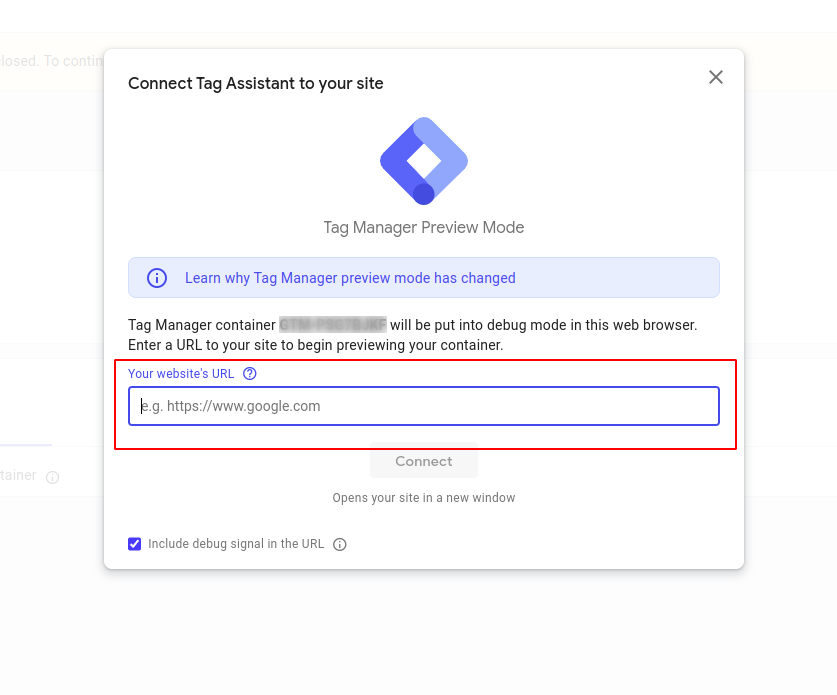 losed. To contin
Connect Tag Assistant to your site
Tag Manager Preview Mode
Learn why Tag Manager preview mode has changed
Tag Manager container will be put into debug mode in this web browser.
Enter a URL to your site to begin previewing your container.
Your website's URL
e.g. https://www.google.com
Connect
tainer
Opens your site in a new window
Include debug signal in the URL